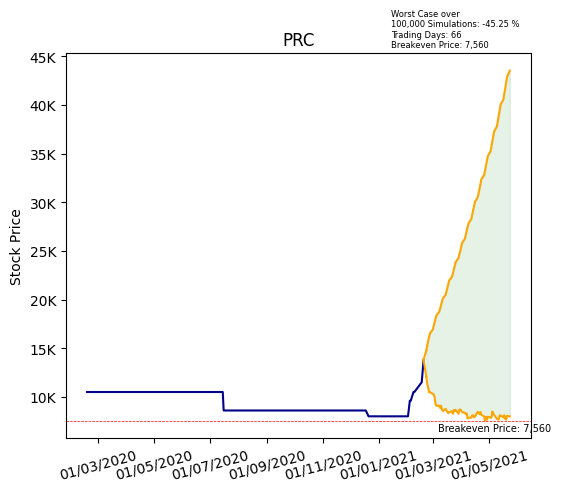 Worst Case over
100,000 Simulations: -45.25 %
Trading Days: 66
Breakeven Price: 7,560
PRC
45K
40K
35K
30K
25K
20K
15K
10K
Stock Price
Breakeven Price: 7,560
01/03/2020
01/05/2020
01/07/2020
01/09/2020
01/11/2020
01/01/2021
01/03/2021
01/05/2021